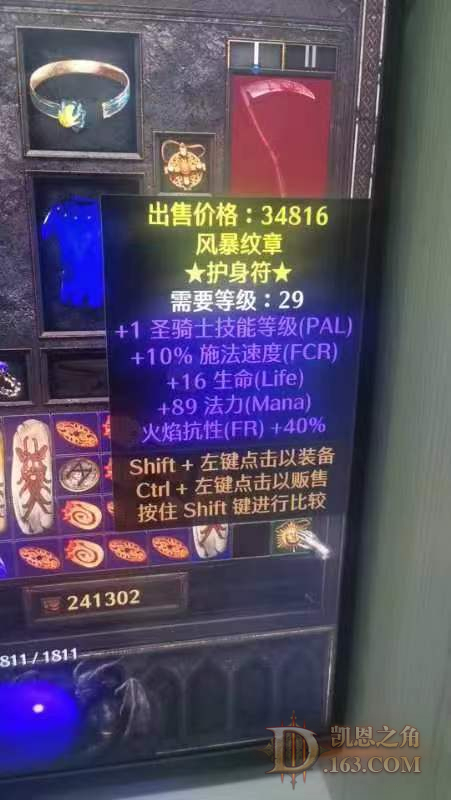 出售价格：34816
风暴纹章
★护身符★
需要等级：29
+1 圣骑士技能等级(PAL)
+10% 施法速度(FCR)
+16 生命(Life)
+89 法力(Mana)
火焰抗性(FR) +40%
Shift + 左键点击以装备
Ctrl + 左键点击以贩售
按住 Shift 键进行比较
241302
811/1811
凯恩之角
D.163.COM